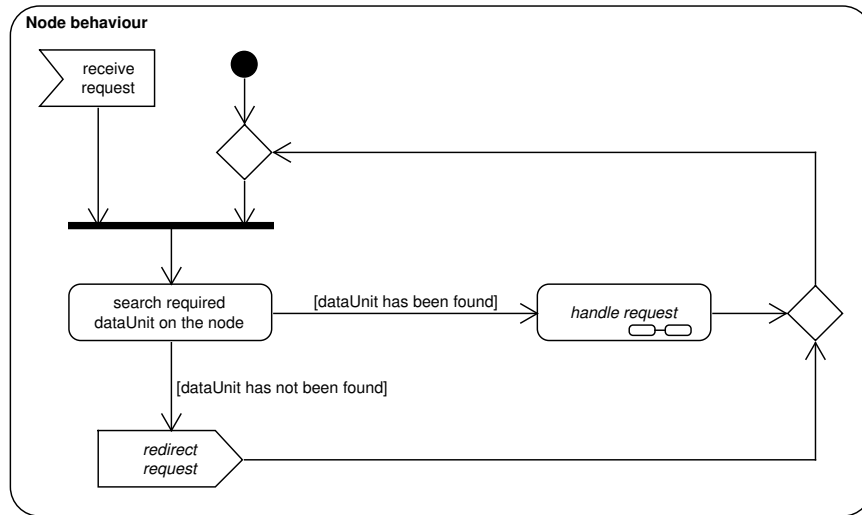 Node behaviour
receive
request
search required
dataUnit on the node
[dataUnit has been found]
handle request
[dataUnit has not been found]
redirect
request